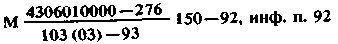 М 4306010000—276
103 (03)—93 150—92, инф. п. 92